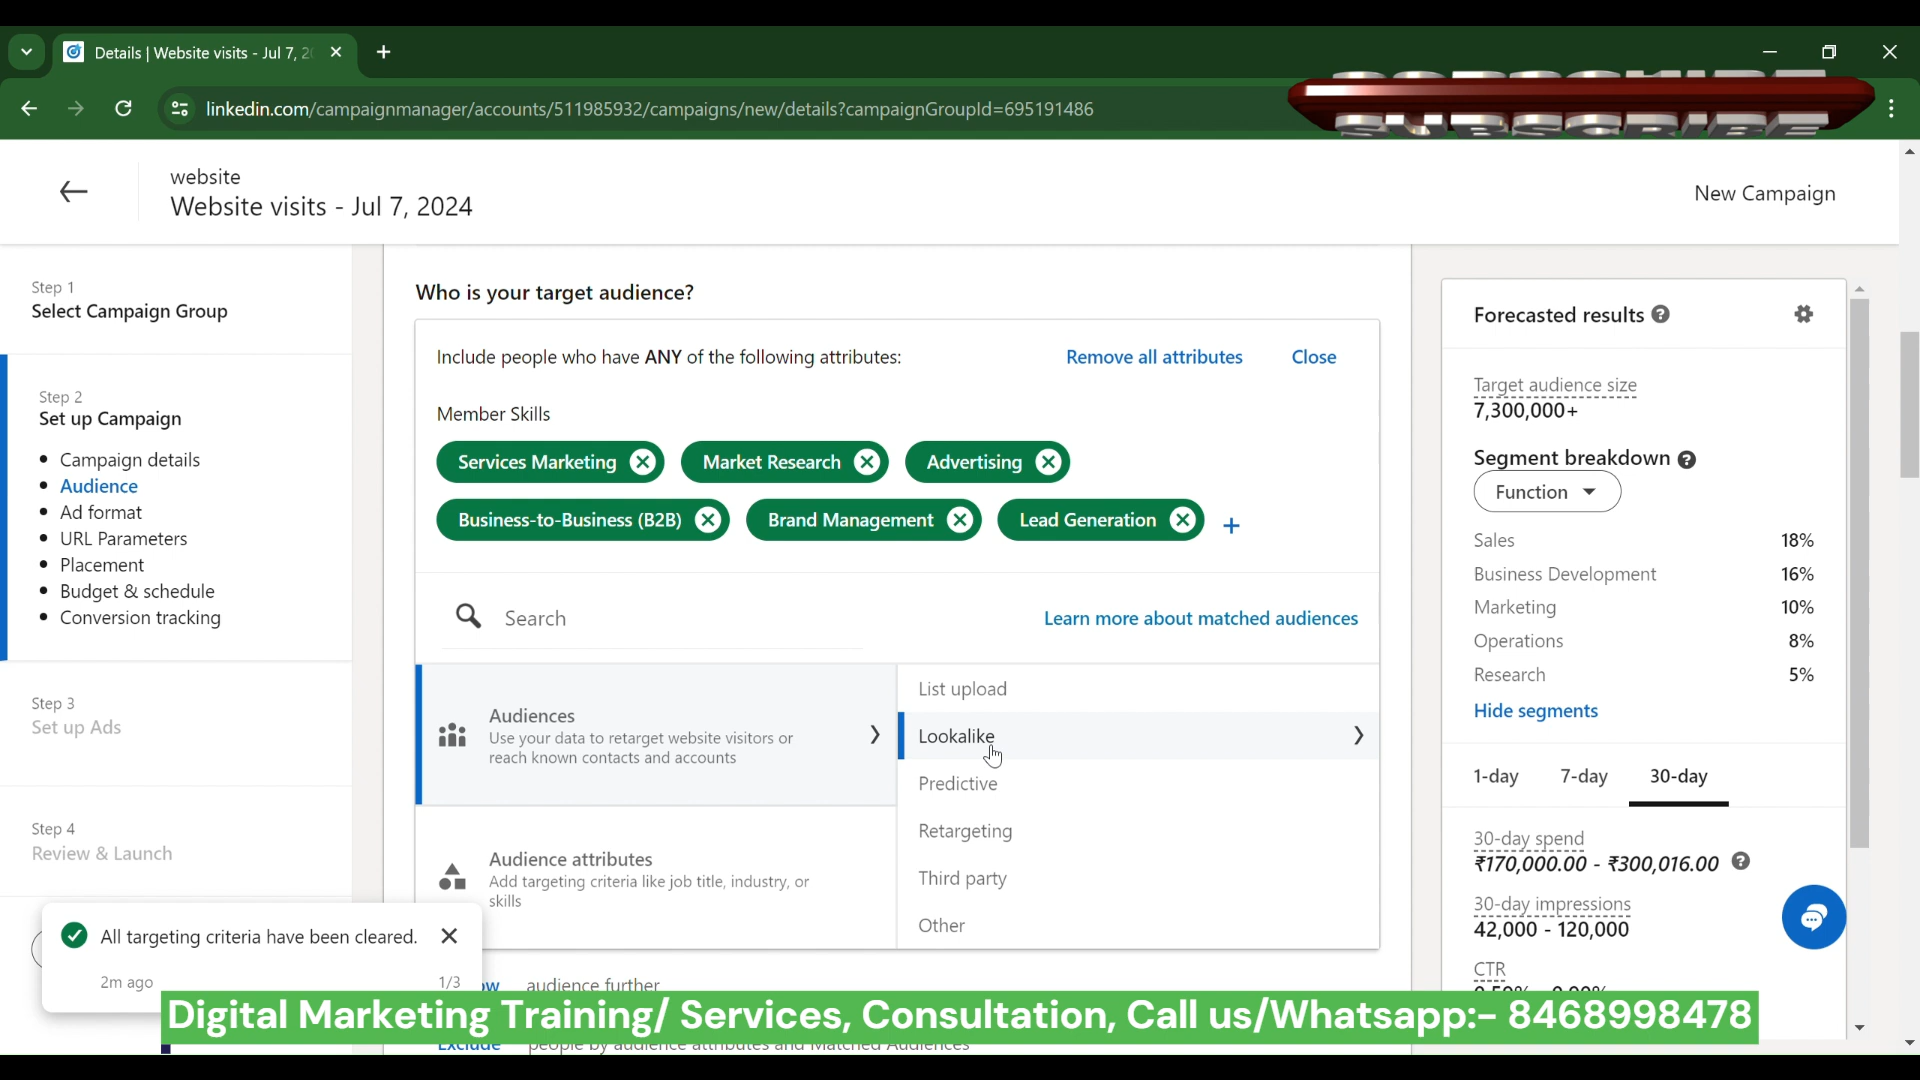 Details | Website visits - Jul 7, 2
linkedin.com/campaignmanager/accounts/511985932/campaigns/new/details?campaignGroupId=695191486
SUBSCRIBE
website
Website visits - Jul 7, 2024
New Campaign
Step 1
Select Campaign Group
Step 2
Set up Campaign
Campaign details
Audience
Ad format
URL Parameters
Placement
Budget & schedule
Conversion tracking
Step 3
Set up Ads
Step 4
Review & Launch
All targeting criteria have been cleared.
2m ago
1/3
Who is your target audience?
Include people who have ANY of the following attributes:
Remove all attributes
Close
Member Skills
Services Marketing
Market Research
Advertising
Business-to-Business (B2B)
Brand Management
Lead Generation
Search
Learn more about matched audiences
Audiences
Use your data to retarget website visitors or
reach known contacts and accounts
Audience attributes
Add targeting criteria like job title, industry, or
skills
List upload
Lookalike
Predictive
Retargeting
Third party
Other
audience further
Exclude people by audience attributes and Matched Audiences
Forecasted results
Target audience size
7,300,000+
Segment breakdown
Function
Sales 18%
Business Development 16%
Marketing 10%
Operations 8%
Research 5%
Hide segments
1-day 7-day 30-day
30-day spend
₹170,000.00 - ₹300,016.00
30-day impressions
42,000 - 120,000
CTR
Digital Marketing Training/ Services, Consultation, Call us/Whatsapp:- 8468998478